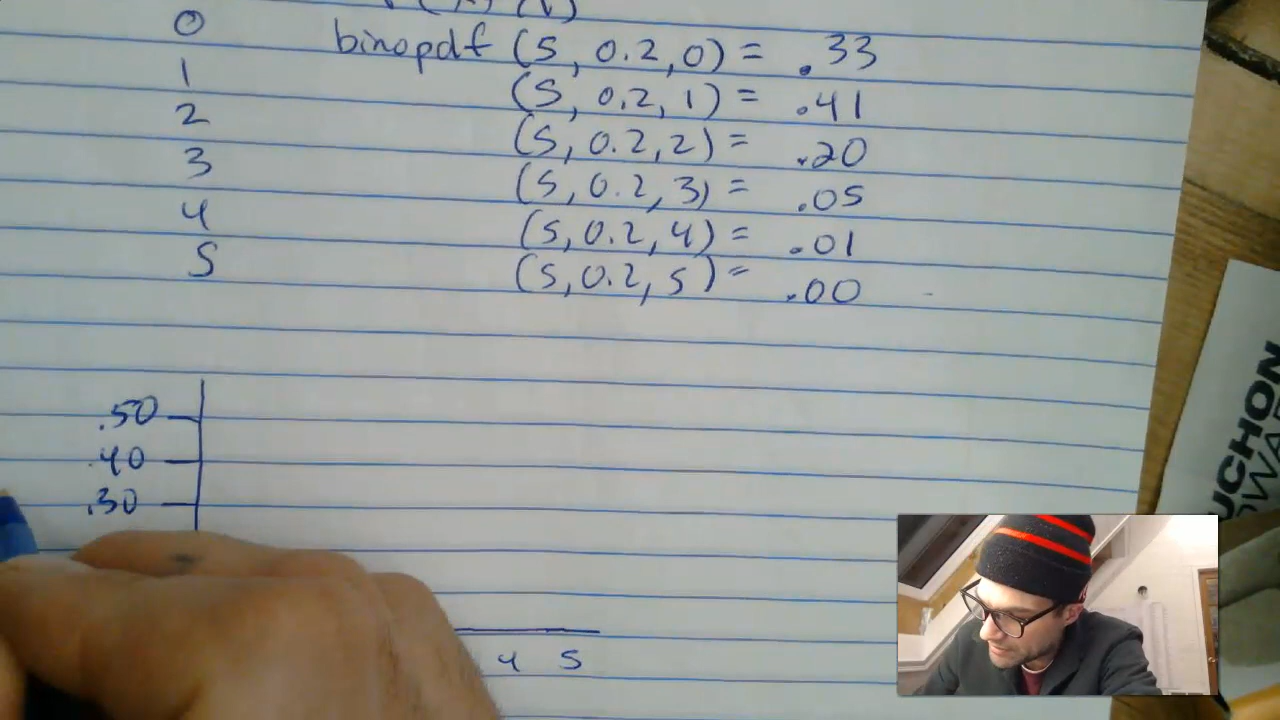 0 binopdf (5, 0.2, 0) = .33
1 (5, 0.2, 1) = .41
2 (5, 0.2, 2) = .20
3 (5, 0.2, 3) = .05
4 (5, 0.2, 4) = .01
5 (5, 0.2, 5) = .00
.50
.40
.30
4 5
UCHON